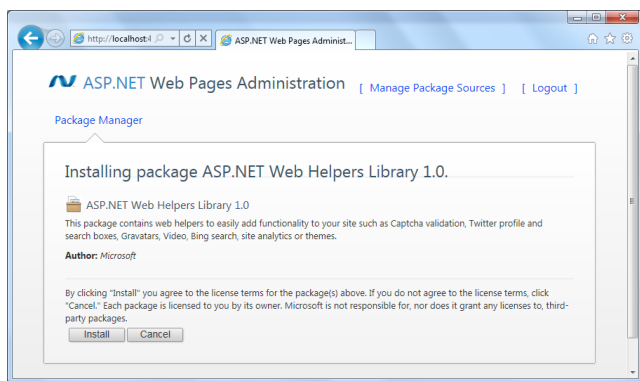 http://localhost:4
ASP.NET Web Pages Administ...
ASP.NET Web Pages Administration [ Manage Package Sources ] [ Logout ]
Package Manager
Installing package ASP.NET Web Helpers Library 1.0.
ASP.NET Web Helpers Library 1.0
This package contains web helpers to easily add functionality to your site such as Captcha validation, Twitter profile and
search boxes, Gravatars, Video, Bing search, site analytics or themes.
Author: Microsoft
By clicking "Install" you agree to the license terms for the package(s) above. If you do not agree to the license terms, click
"Cancel." Each package is licensed to you by its owner. Microsoft is not responsible for, nor does it grant any licenses to, third-
party packages.
Install Cancel